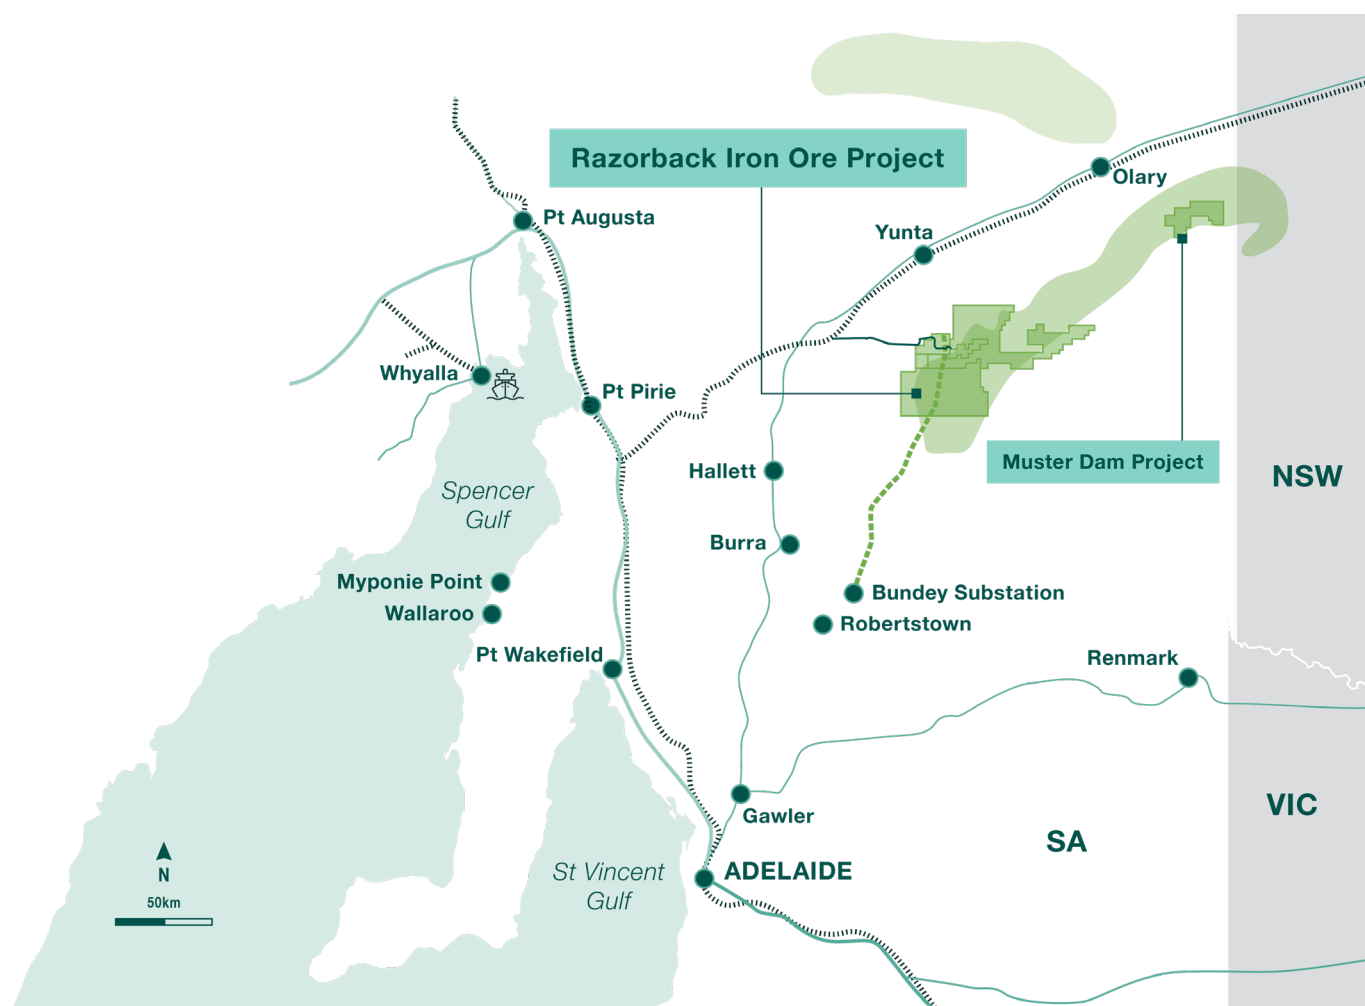 Razorback Iron Ore Project
Olary
Pt Augusta
Yunta
Whyalla
Pt Pirie
Muster Dam Project
Hallett
NSW
Spencer
Gulf
Burra
Myponie Point
Bundey Substation
Wallaroo
Robertstown
Pt Wakefield
Renmark
VIC
Gawler
SA
N
ADELAIDE
St Vincent
Gulf
50km